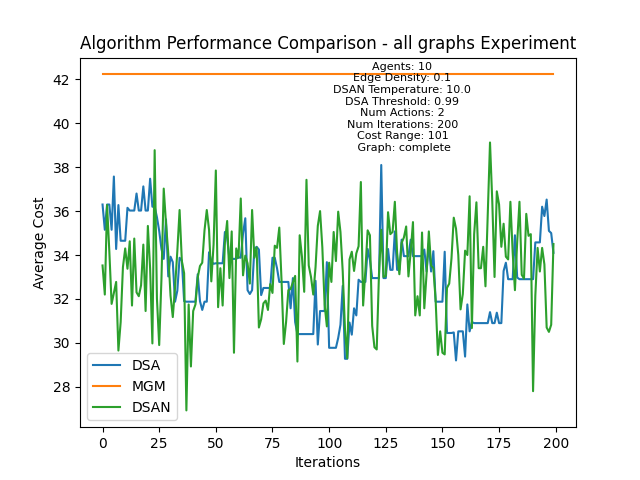 Algorithm Performance Comparison - all graphs Experiment
Agents: 10
Edge Density: 0.1
DSAN Temperature: 10.0
DSA Threshold: 0.99
Num Actions: 2
Num Iterations: 200
Cost Range: 101
Graph: complete
Average Cost
42
40
38
36
34
32
30
28
DSA
MGM
DSAN
0
25
50
75
100
125
150
175
200
Iterations